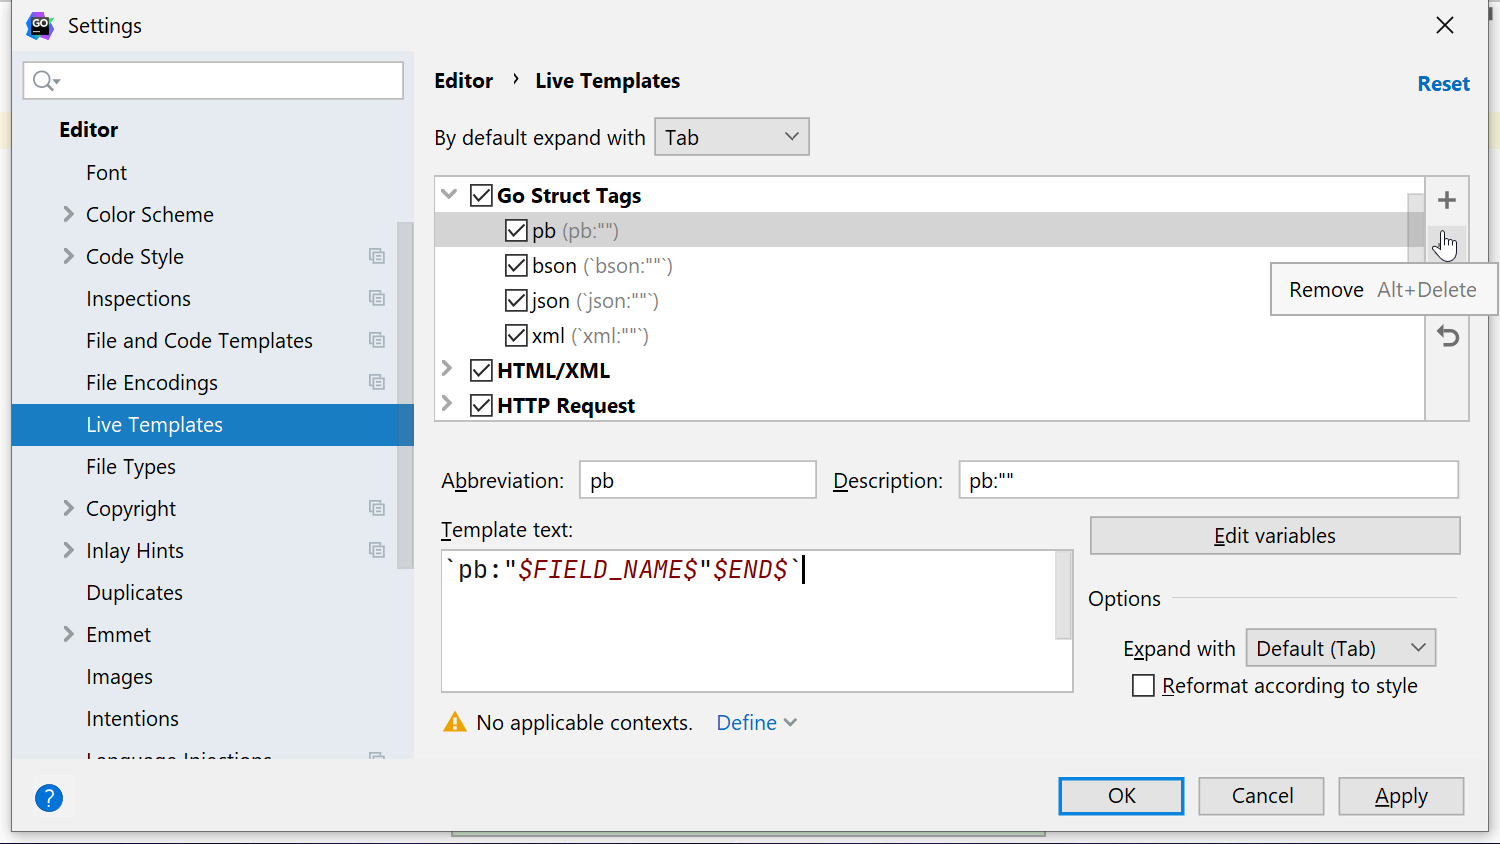 GO
Settings
Editor › Live Templates
Reset
By default expand with Tab
Editor
Font
Color Scheme
Code Style
Inspections
File and Code Templates
File Encodings
Live Templates
File Types
Copyright
Inlay Hints
Duplicates
Emmet
Images
Intentions
Language Injections
Go Struct Tags
pb (pb:"")
bson (`bson:""`)
json (`json:""`)
xml (`xml:""`)
HTML/XML
HTTP Request
Remove Alt+Delete
Abbreviation: pb Description: pb:""
Template text:
Edit variables
`pb:"$FIELD_NAME$"$END$`
Options
Expand with Default (Tab)
Reformat according to style
No applicable contexts. Define
?
OK Cancel Apply